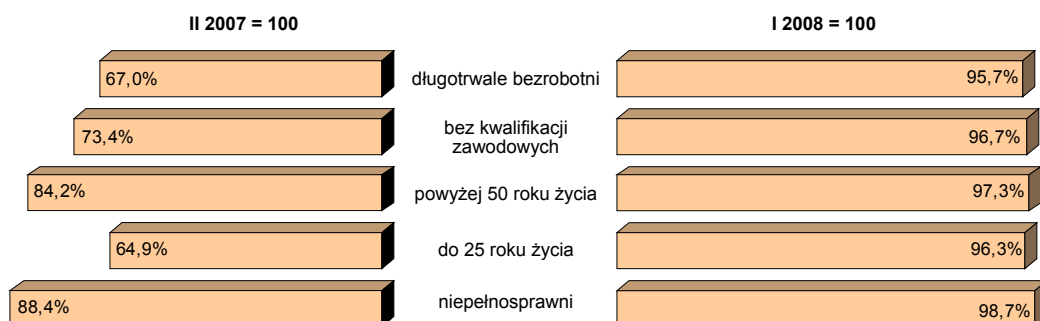 II 2007 = 100
I 2008 = 100
67,0%
długotrwale bezrobotni
95,7%
73,4%
bez kwalifikacji
zawodowych
96,7%
84,2%
powyżej 50 roku życia
97,3%
64,9%
do 25 roku życia
96,3%
88,4%
niepełnosprawni
98,7%